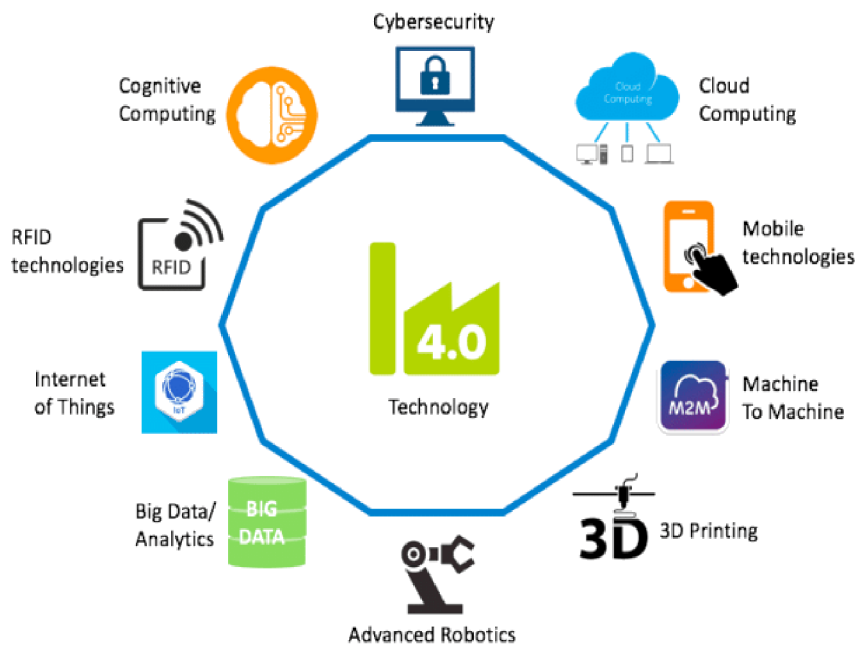 Cybersecurity
Cognitive
Computing
Cloud
Computing
Cloud
Computing
RFID
technologies
RFID
Mobile
technologies
4.0
Technology
Internet
of Things
IoT
M2M
Machine
To Machine
Big Data/
Analytics
BIG
DATA
3D
3D Printing
Advanced Robotics